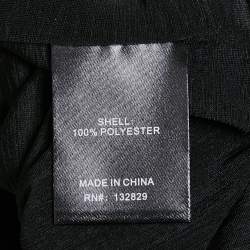 SHELL:
100% POLYESTER
MADE IN CHINA
RN#: 132829